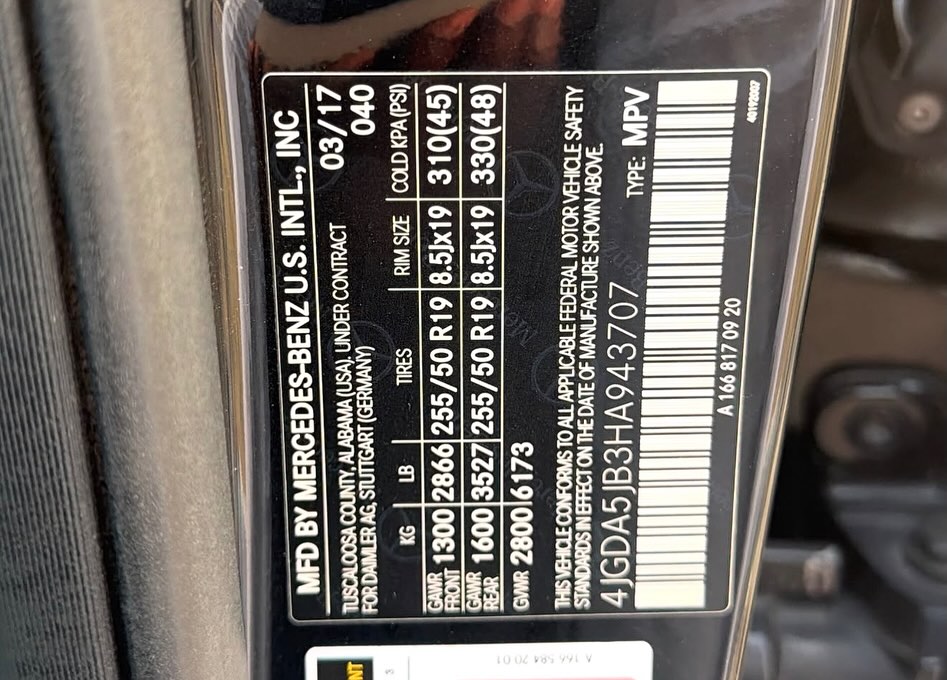 MFD BY MERCEDES-BENZ U.S. INTL., INC
TUSCALOOSA COUNTY, ALABAMA (USA), UNDER CONTRACT 03/17
FOR DAIMLER AG, STUTTGART (GERMANY) 040
KG LB TIRES RIM SIZE COLD KPA(PSI)
GAWR FRONT 1300 2866 255/50 R19 8.5Jx19 310(45)
GAWR REAR 1600 3527 255/50 R19 8.5Jx19 330(48)
GVWR 2800 6173
THIS VEHICLE CONFORMS TO ALL APPLICABLE FEDERAL MOTOR VEHICLE SAFETY
STANDARDS IN EFFECT ON THE DATE OF MANUFACTURE SHOWN ABOVE.
4JGDA5JB3HA943707 TYPE: MPV
A 166 817 09 20
40192007
A 166 584 20 01